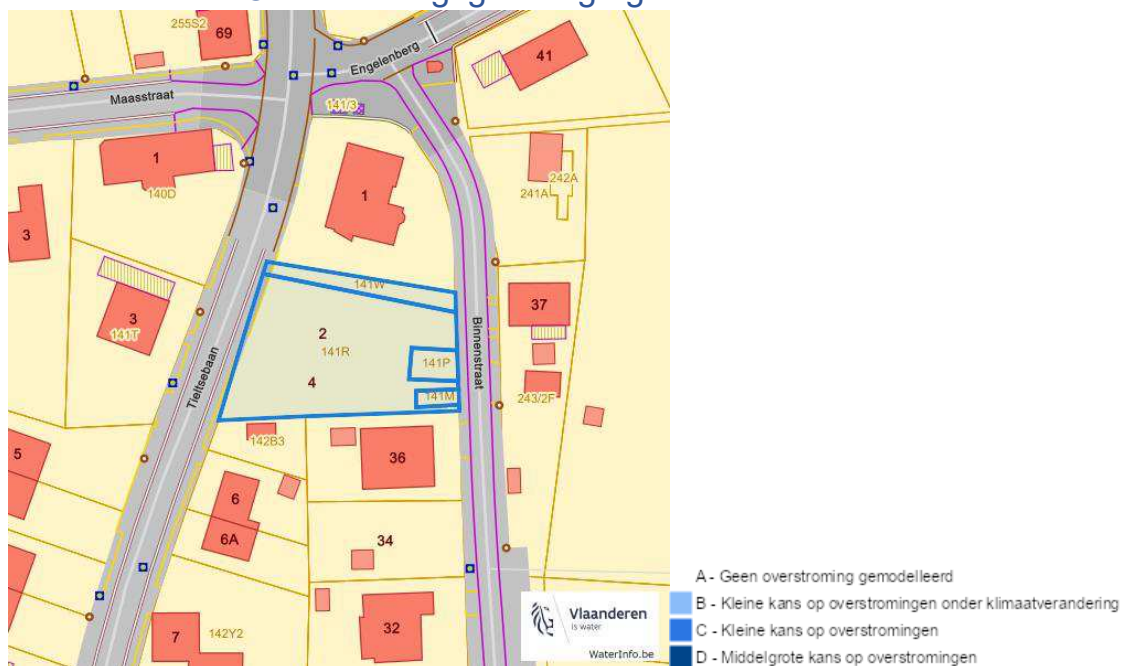 255S2
69
Engelenberg
41
Maasstraat
141/3
1
140D
1
242A
241A
3
141W
3
141T
2
141R
37
Binnenstraat
141P
4
141M
Tieltsebaan
243/2F
142B3
5
36
6
6A
34
7
142Y2
32
Vlaanderen
is water
WaterInfo.be
A - Geen overstroming gemodelleerd
B - Kleine kans op overstromingen onder klimaatverandering
C - Kleine kans op overstromingen
D - Middelgrote kans op overstromingen